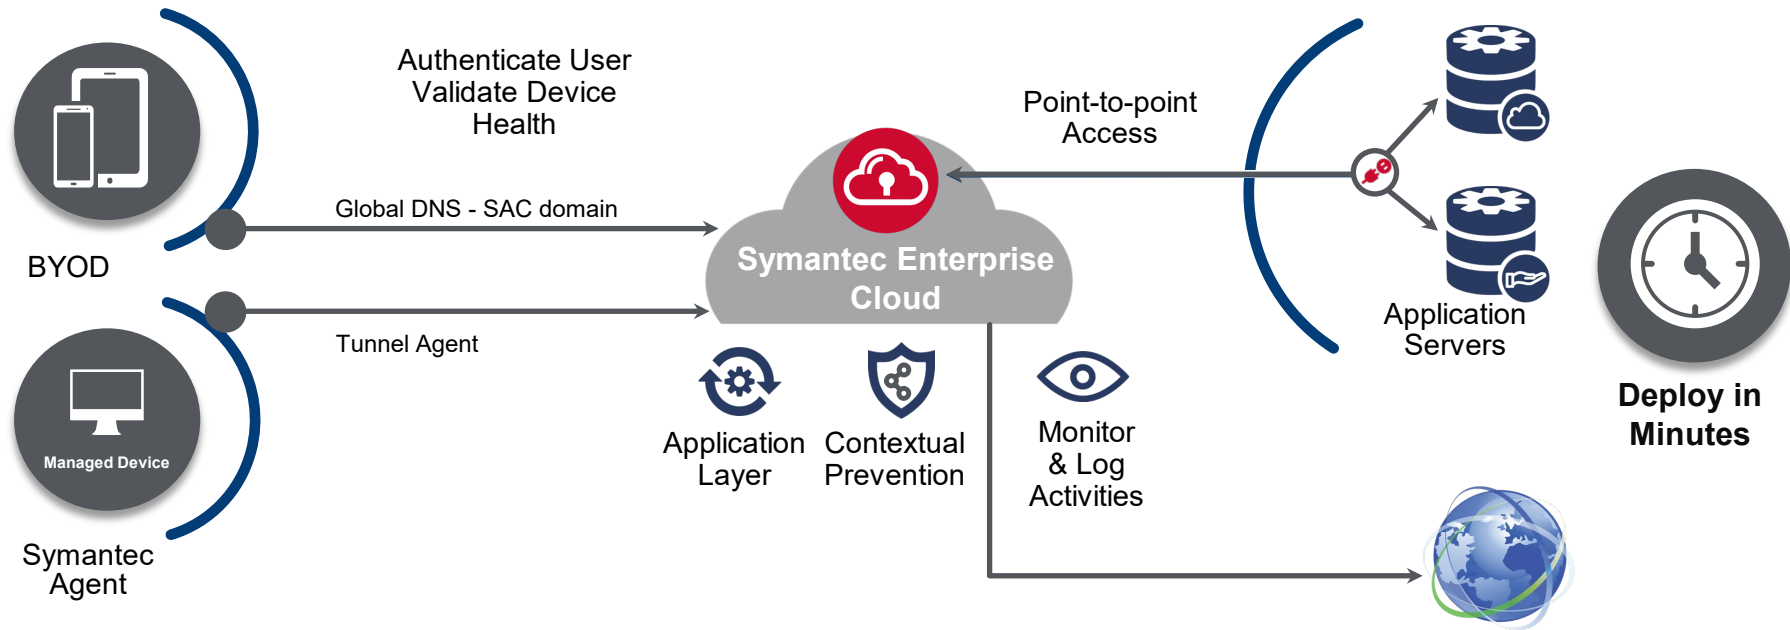 Authenticate User
Validate Device
Health
Point-to-point
Access
Global DNS - SAC domain
BYOD
Symantec Enterprise
Cloud
Tunnel Agent
Application
Servers
Deploy in
Minutes
Managed Device
Application
Layer
Contextual
Prevention
Monitor
& Log
Activities
Symantec
Agent